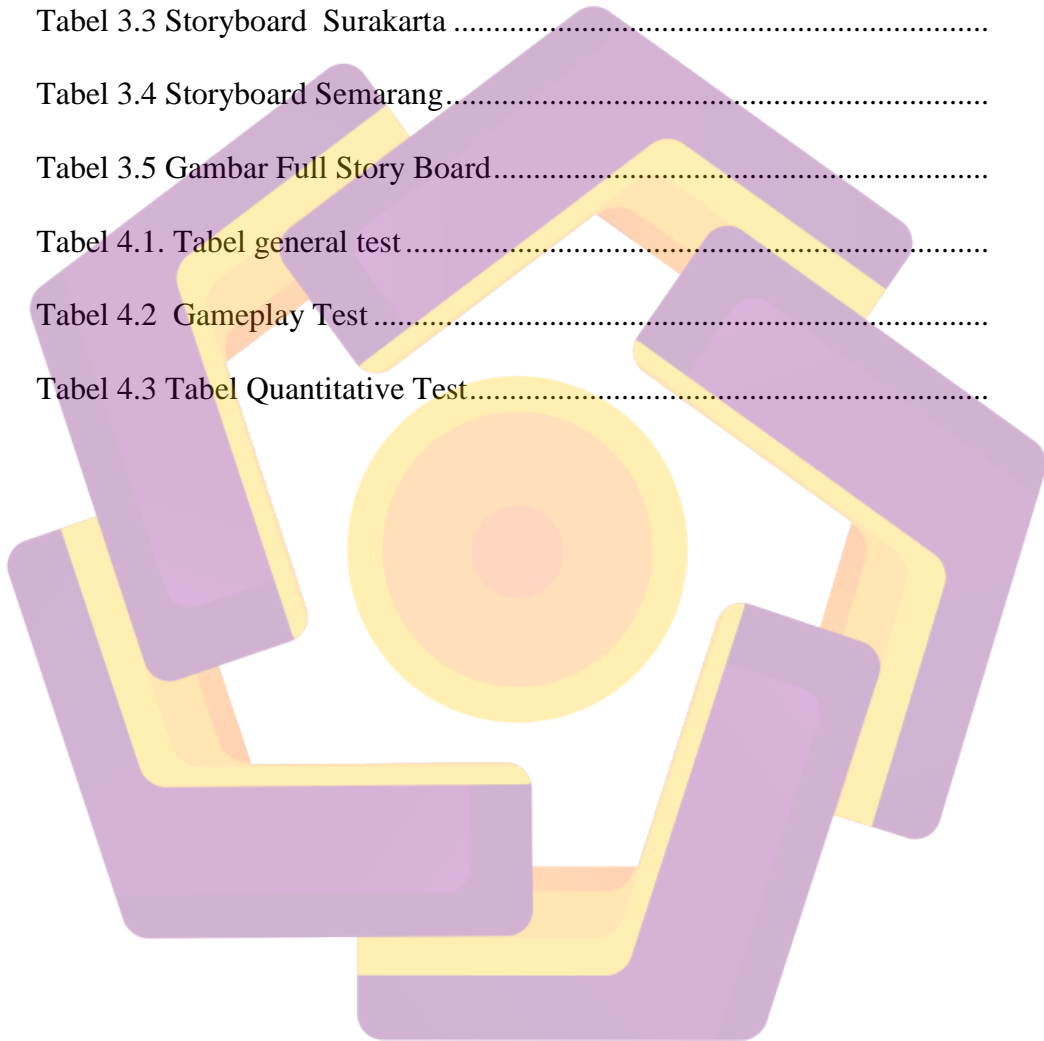 Tabel 3.3 Storyboard  Surakarta ..................................................................
Tabel 3.4 Storyboard Semarang...................................................................
Tabel 3.5 Gambar Full Story Board.............................................................
Tabel 4.1. Tabel general test ........................................................................
Tabel 4.2  Gameplay Test ............................................................................
Tabel 4.3 Tabel Quantitative Test................................................................